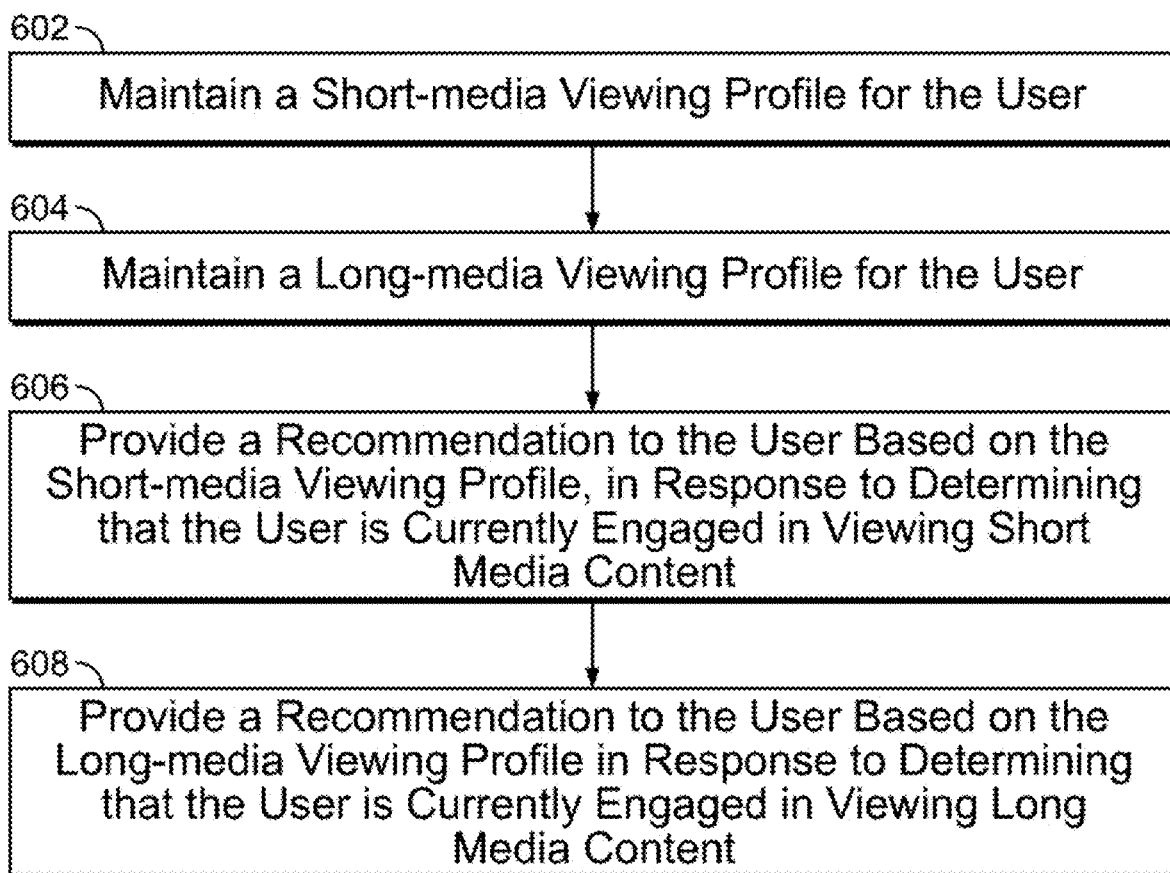 602
Maintain a Short-media Viewing Profile for the User
604
Maintain a Long-media Viewing Profile for the User
606
Provide a Recommendation to the User Based on the
Short-media Viewing Profile, in Response to Determining
that the User is Currently Engaged in Viewing Short
Media Content
608
Provide a Recommendation to the User Based on the
Long-media Viewing Profile in Response to Determining
that the User is Currently Engaged in Viewing Long
Media Content